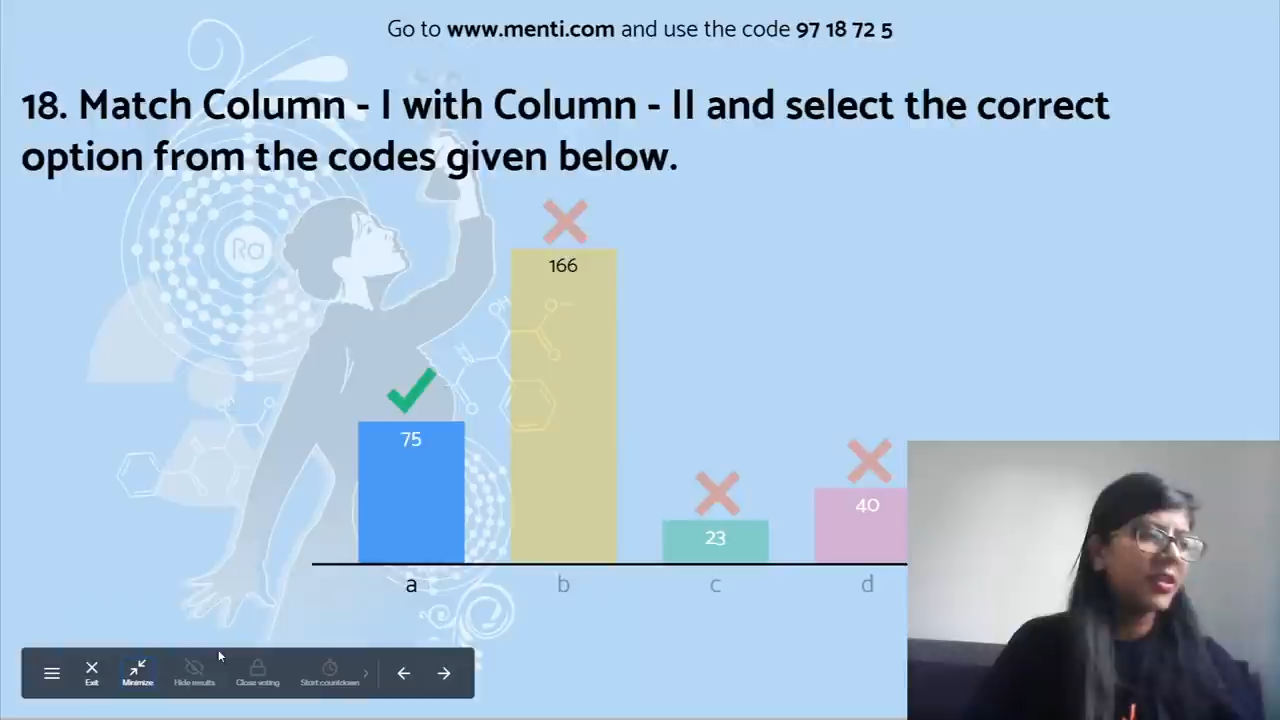 Go to www.menti.com and use the code 97 18 72 5
18. Match Column - I with Column - II and select the correct
option from the codes given below.
Ra
OH
O
N
O
166
75
23
40
a
b
c
d
Exit
Minimize
Hide results
Close voting
Start countdown